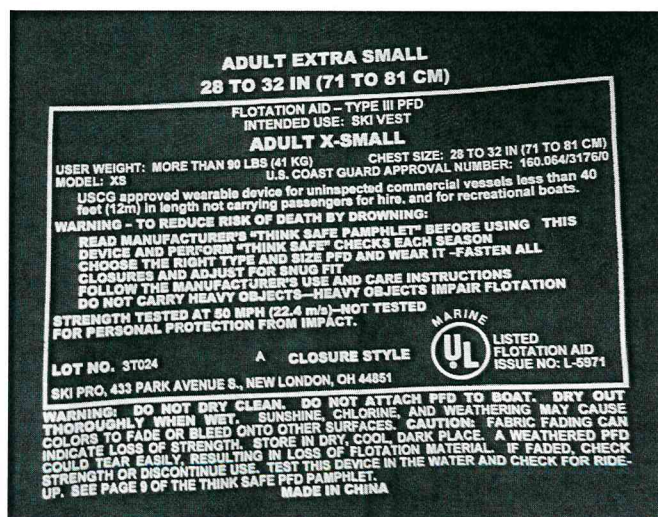 ADULT EXTRA SMALL
28 TO 32 IN (71 TO 81 CM)
FLOTATION AID – TYPE III PFD
INTENDED USE: SKI VEST
ADULT X-SMALL
USER WEIGHT: MORE THAN 90 LBS (41 KG) CHEST SIZE: 28 TO 32 IN (71 TO 81 CM)
MODEL: XS U.S. COAST GUARD APPROVAL NUMBER: 160.064/3176/0
USCG approved wearable device for uninspected commercial vessels less than 40
feet (12m) in length not carrying passengers for hire, and for recreational boats.
WARNING – TO REDUCE RISK OF DEATH BY DROWNING:
READ MANUFACTURER'S "THINK SAFE PAMPHLET" BEFORE USING THIS
DEVICE AND PERFORM "THINK SAFE" CHECKS EACH SEASON
CHOOSE THE RIGHT TYPE AND SIZE PFD AND WEAR IT –FASTEN ALL
CLOSURES AND ADJUST FOR SNUG FIT
FOLLOW THE MANUFACTURER'S USE AND CARE INSTRUCTIONS
DO NOT CARRY HEAVY OBJECTS—HEAVY OBJECTS IMPAIR FLOTATION
STRENGTH TESTED AT 50 MPH (22.4 m/s)–NOT TESTED
FOR PERSONAL PROTECTION FROM IMPACT.
MARINE
UL
LISTED
FLOTATION AID
ISSUE NO: L-5971
LOT NO. 3T024 A CLOSURE STYLE
SKI PRO, 433 PARK AVENUE S., NEW LONDON, OH 44851
WARNING: DO NOT DRY CLEAN. DO NOT ATTACH PFD TO BOAT. DRY OUT
THOROUGHLY WHEN WET. SUNSHINE, CHLORINE, AND WEATHERING MAY CAUSE
COLORS TO FADE OR BLEED ONTO OTHER SURFACES. CAUTION: FABRIC FADING CAN
INDICATE LOSS OF STRENGTH. STORE IN DRY, COOL, DARK PLACE. A WEATHERED PFD
COULD TEAR EASILY, RESULTING IN LOSS OF FLOTATION MATERIAL. IF FADED, CHECK
STRENGTH OR DISCONTINUE USE. TEST THIS DEVICE IN THE WATER AND CHECK FOR RIDE-
UP. SEE PAGE 9 OF THE THINK SAFE PFD PAMPHLET.
MADE IN CHINA